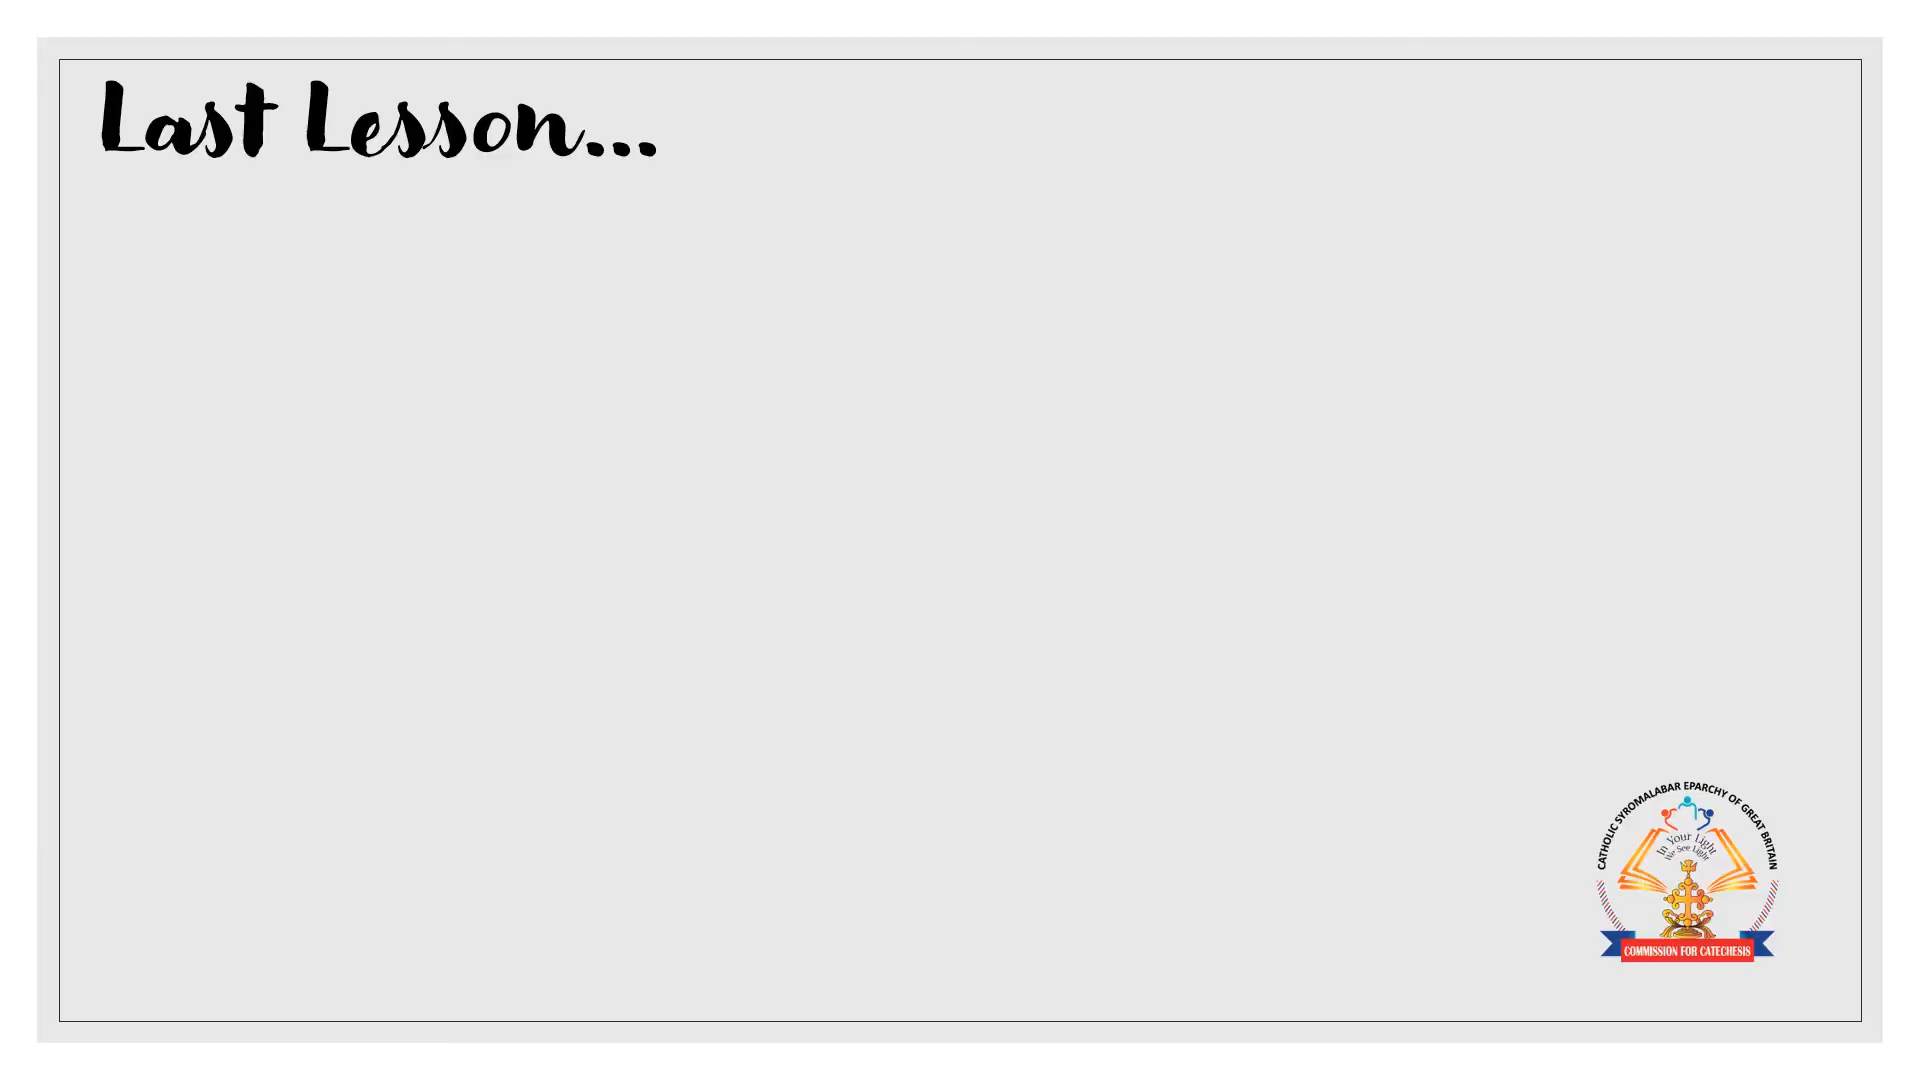 Last Lesson...
CATHOLIC SYROMALABAR EPARCHY OF GREAT BRITAIN
In Your Light
We See Light
COMMISSION FOR CATECHESIS